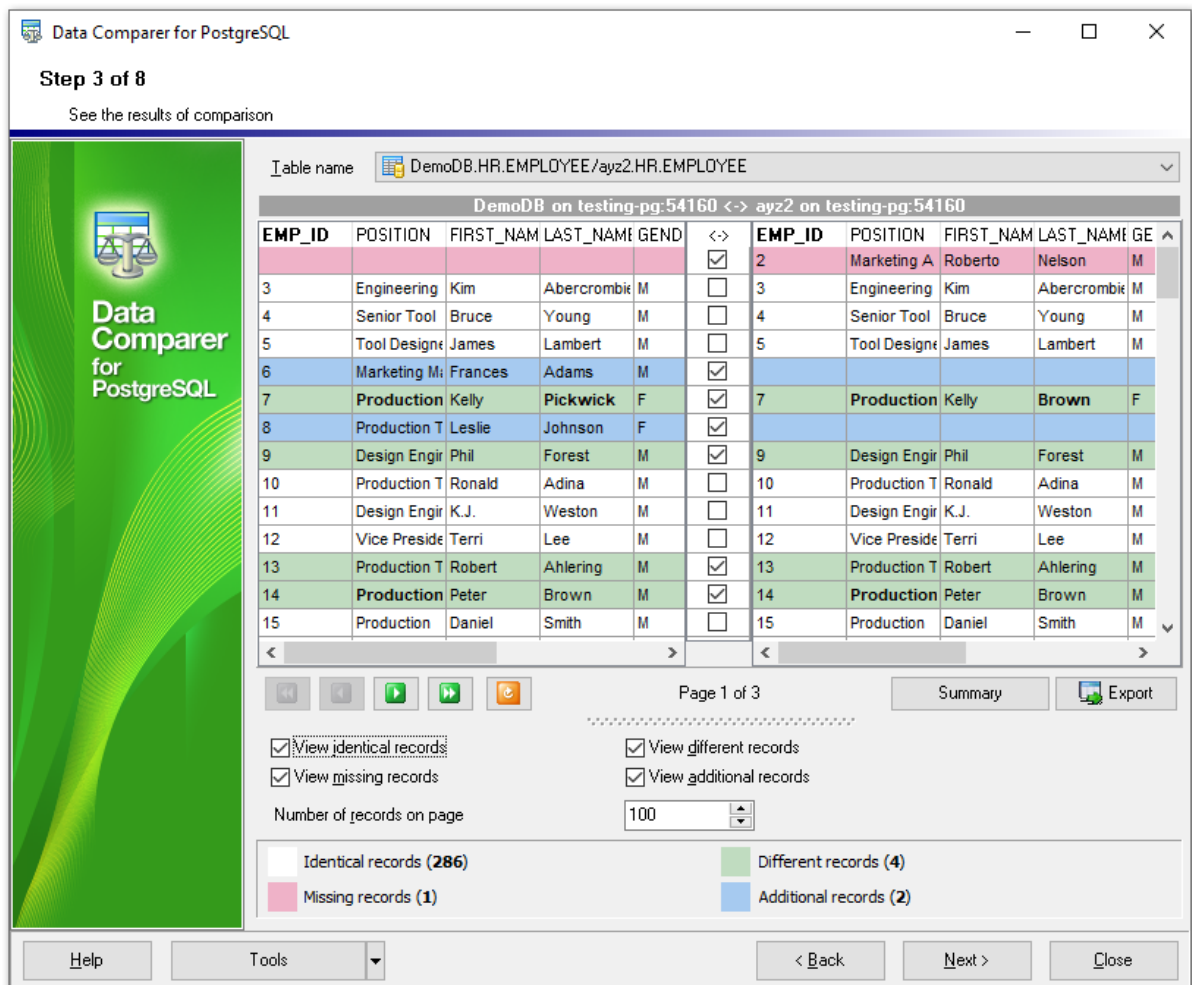 Data Comparer for PostgreSQL
Step 3 of 8
See the results of comparison
Data
Comparer
for
PostgreSQL
Table name DemoDB.HR.EMPLOYEE/ayz2.HR.EMPLOYEE
DemoDB on testing-pg:54160 <-> ayz2 on testing-pg:54160
EMP_ID POSITION FIRST_NAM LAST_NAME GEND <-> EMP_ID POSITION FIRST_NAM LAST_NAME GE
2 Marketing A Roberto Nelson M
3 Engineering Kim Abercrombie M 3 Engineering Kim Abercrombie M
4 Senior Tool Bruce Young M 4 Senior Tool Bruce Young M
5 Tool Designe James Lambert M 5 Tool Designe James Lambert M
6 Marketing Ma Frances Adams M
7 Production Kelly Pickwick F 7 Production Kelly Brown F
8 Production T Leslie Johnson F
9 Design Engir Phil Forest M 9 Design Engir Phil Forest M
10 Production T Ronald Adina M 10 Production T Ronald Adina M
11 Design Engir K.J. Weston M 11 Design Engir K.J. Weston M
12 Vice Preside Terri Lee M 12 Vice Preside Terri Lee M
13 Production T Robert Ahlering M 13 Production T Robert Ahlering M
14 Production Peter Brown M 14 Production Peter Brown M
15 Production Daniel Smith M 15 Production Daniel Smith M
Page 1 of 3 Summary Export
View identical records View different records
View missing records View additional records
Number of records on page 100
Identical records (286) Different records (4)
Missing records (1) Additional records (2)
Help Tools < Back Next > Close